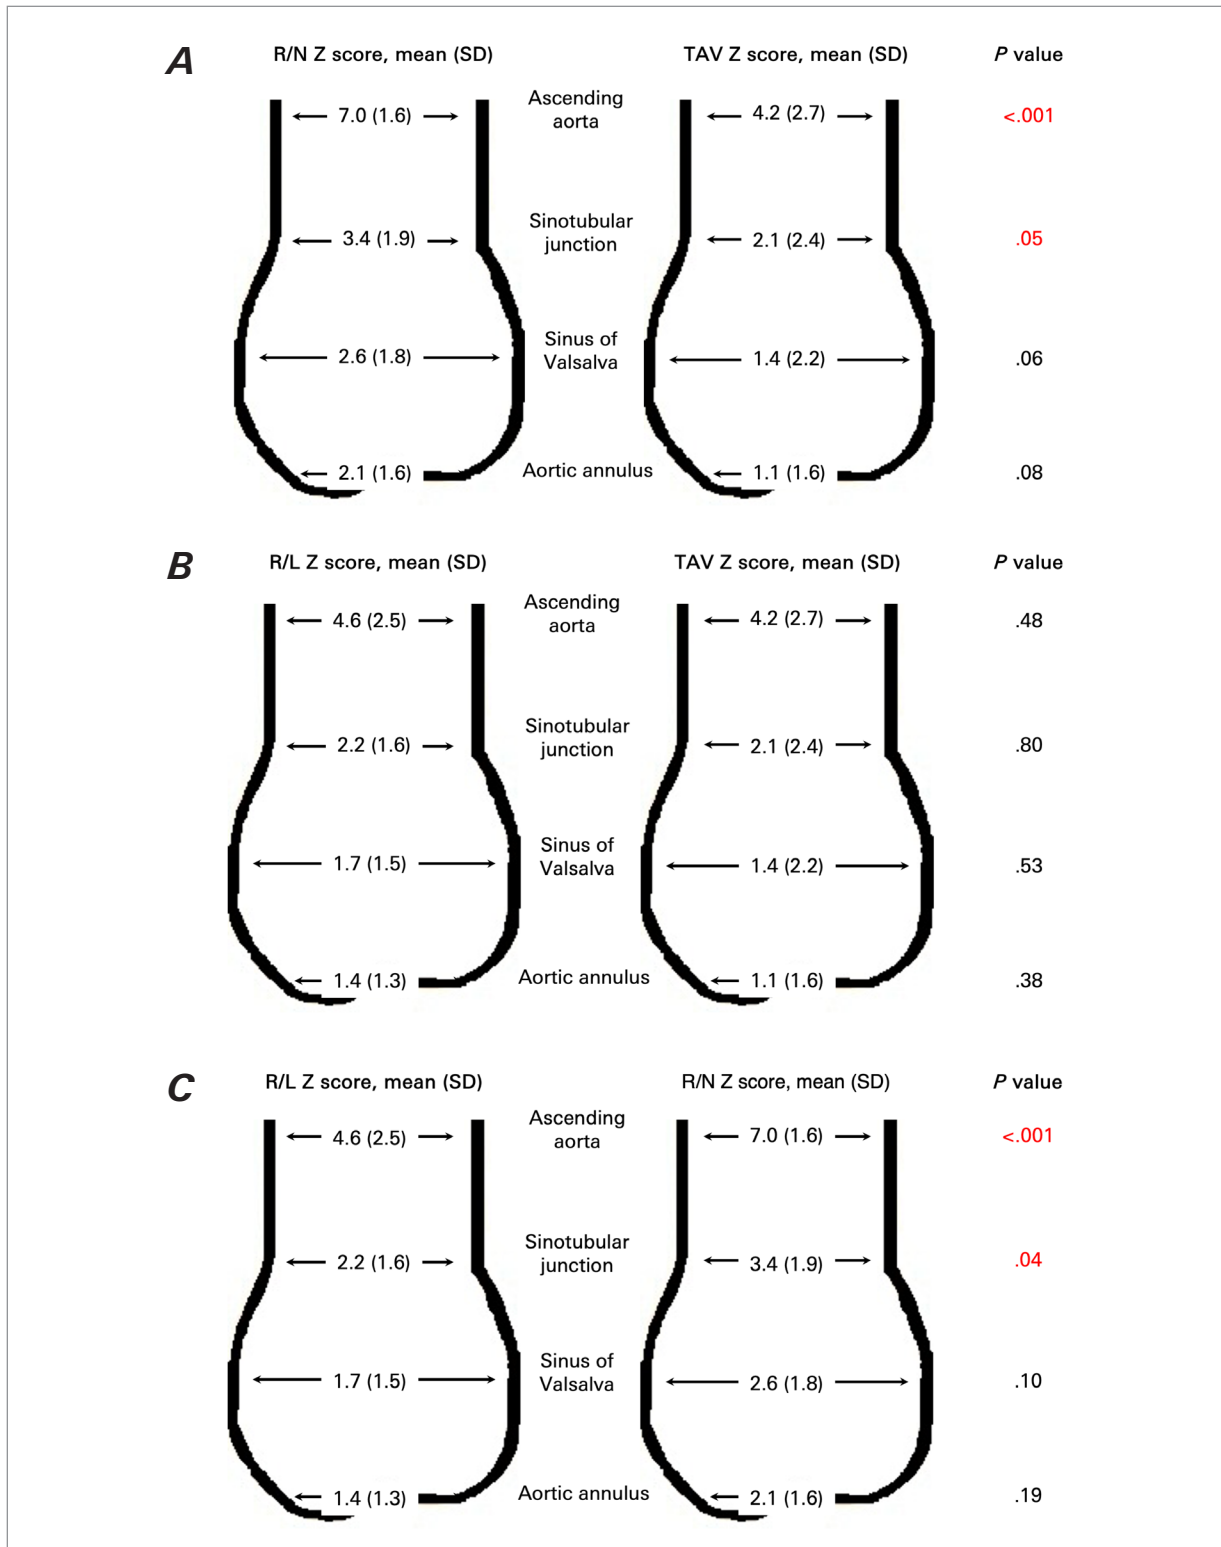 A
R/N Z score, mean (SD)
TAV Z score, mean (SD)
P value
Ascending
aorta
7.0 (1.6)
4.2 (2.7)
<.001
Sinotubular
junction
3.4 (1.9)
2.1 (2.4)
.05
Sinus of
Valsalva
2.6 (1.8)
1.4 (2.2)
.06
Aortic annulus
2.1 (1.6)
1.1 (1.6)
.08
B
R/L Z score, mean (SD)
TAV Z score, mean (SD)
P value
Ascending
aorta
4.6 (2.5)
4.2 (2.7)
.48
Sinotubular
junction
2.2 (1.6)
2.1 (2.4)
.80
Sinus of
Valsalva
1.7 (1.5)
1.4 (2.2)
.53
Aortic annulus
1.4 (1.3)
1.1 (1.6)
.38
C
R/L Z score, mean (SD)
R/N Z score, mean (SD)
P value
Ascending
aorta
4.6 (2.5)
7.0 (1.6)
<.001
Sinotubular
junction
2.2 (1.6)
3.4 (1.9)
.04
Sinus of
Valsalva
1.7 (1.5)
2.6 (1.8)
.10
Aortic annulus
1.4 (1.3)
2.1 (1.6)
.19